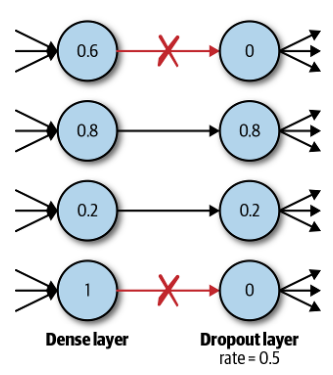 0.6 0
0.8 0.8
0.2 0.2
1 0
Dense layer Dropout layer
rate = 0.5